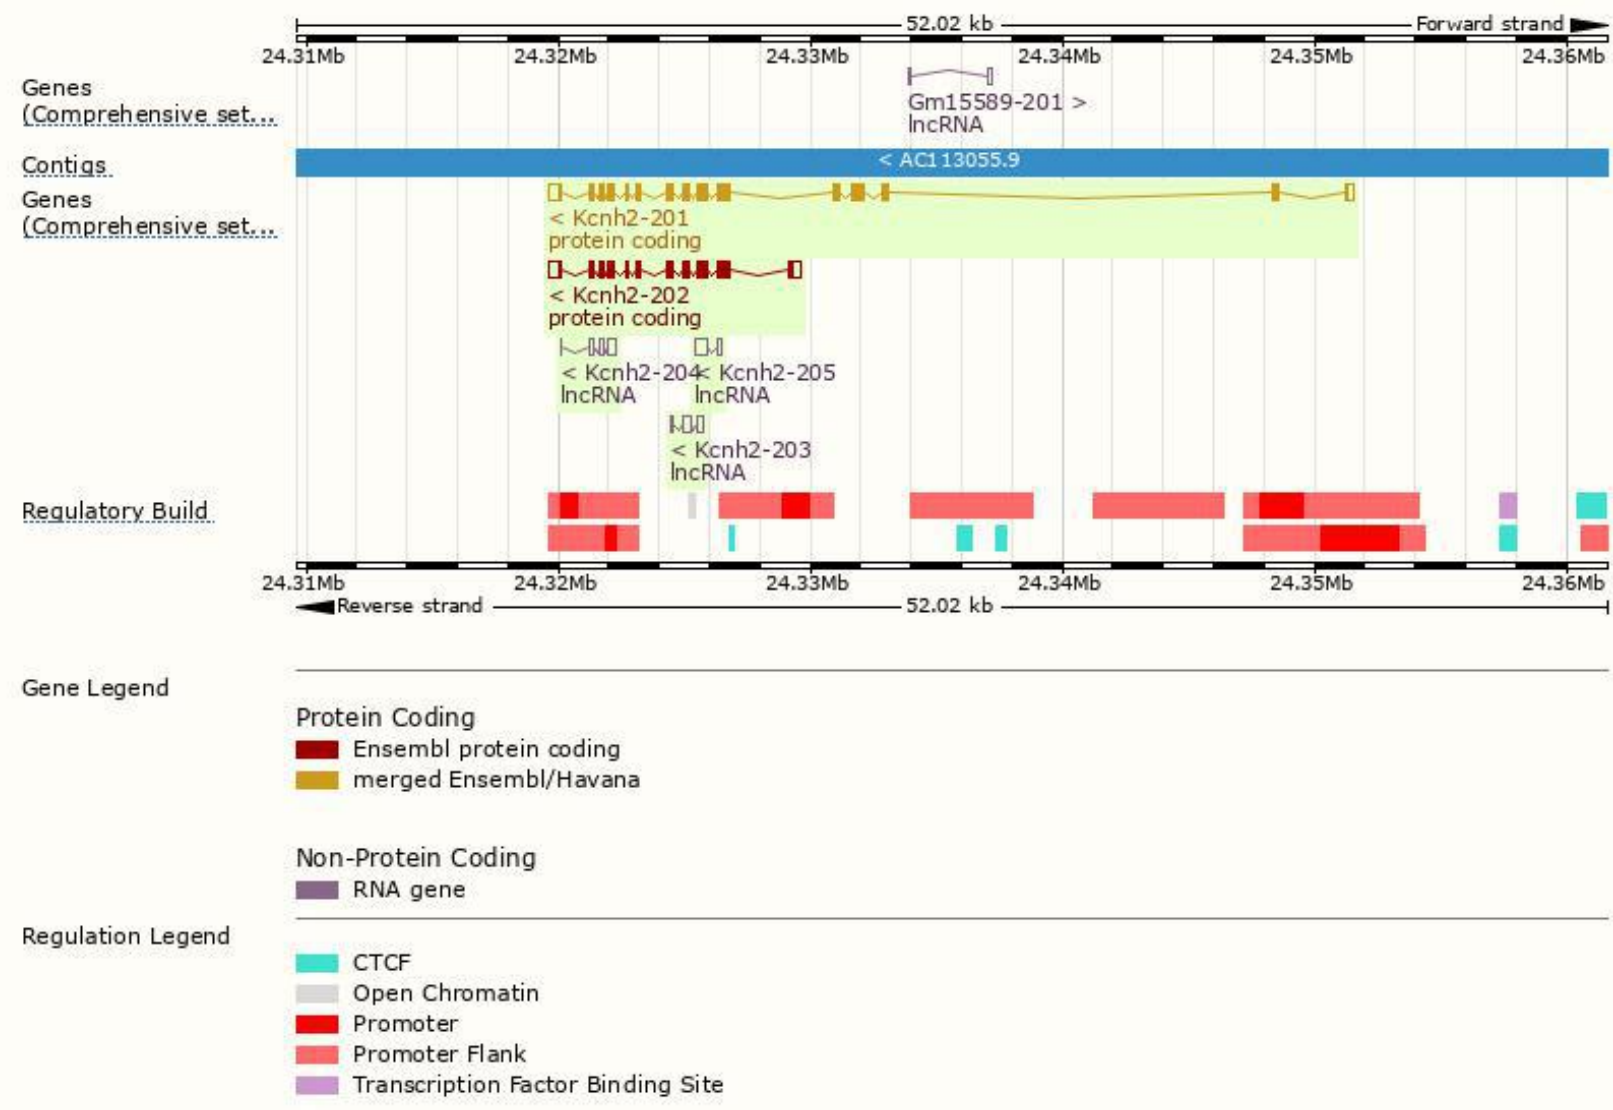 52.02 kb
Forward strand
24.31Mb 24.32Mb 24.33Mb 24.34Mb 24.35Mb 24.36Mb
Genes
(Comprehensive set...
Gm15589-201 >
lncRNA
Contigs
< AC113055.9
Genes
(Comprehensive set...
< Kcnh2-201
protein coding
< Kcnh2-202
protein coding
< Kcnh2-204 < Kcnh2-205
lncRNA lncRNA
< Kcnh2-203
lncRNA
Regulatory Build
24.31Mb 24.32Mb 24.33Mb 24.34Mb 24.35Mb 24.36Mb
Reverse strand 52.02 kb
Gene Legend
Protein Coding
Ensembl protein coding
merged Ensembl/Havana
Non-Protein Coding
RNA gene
Regulation Legend
CTCF
Open Chromatin
Promoter
Promoter Flank
Transcription Factor Binding Site